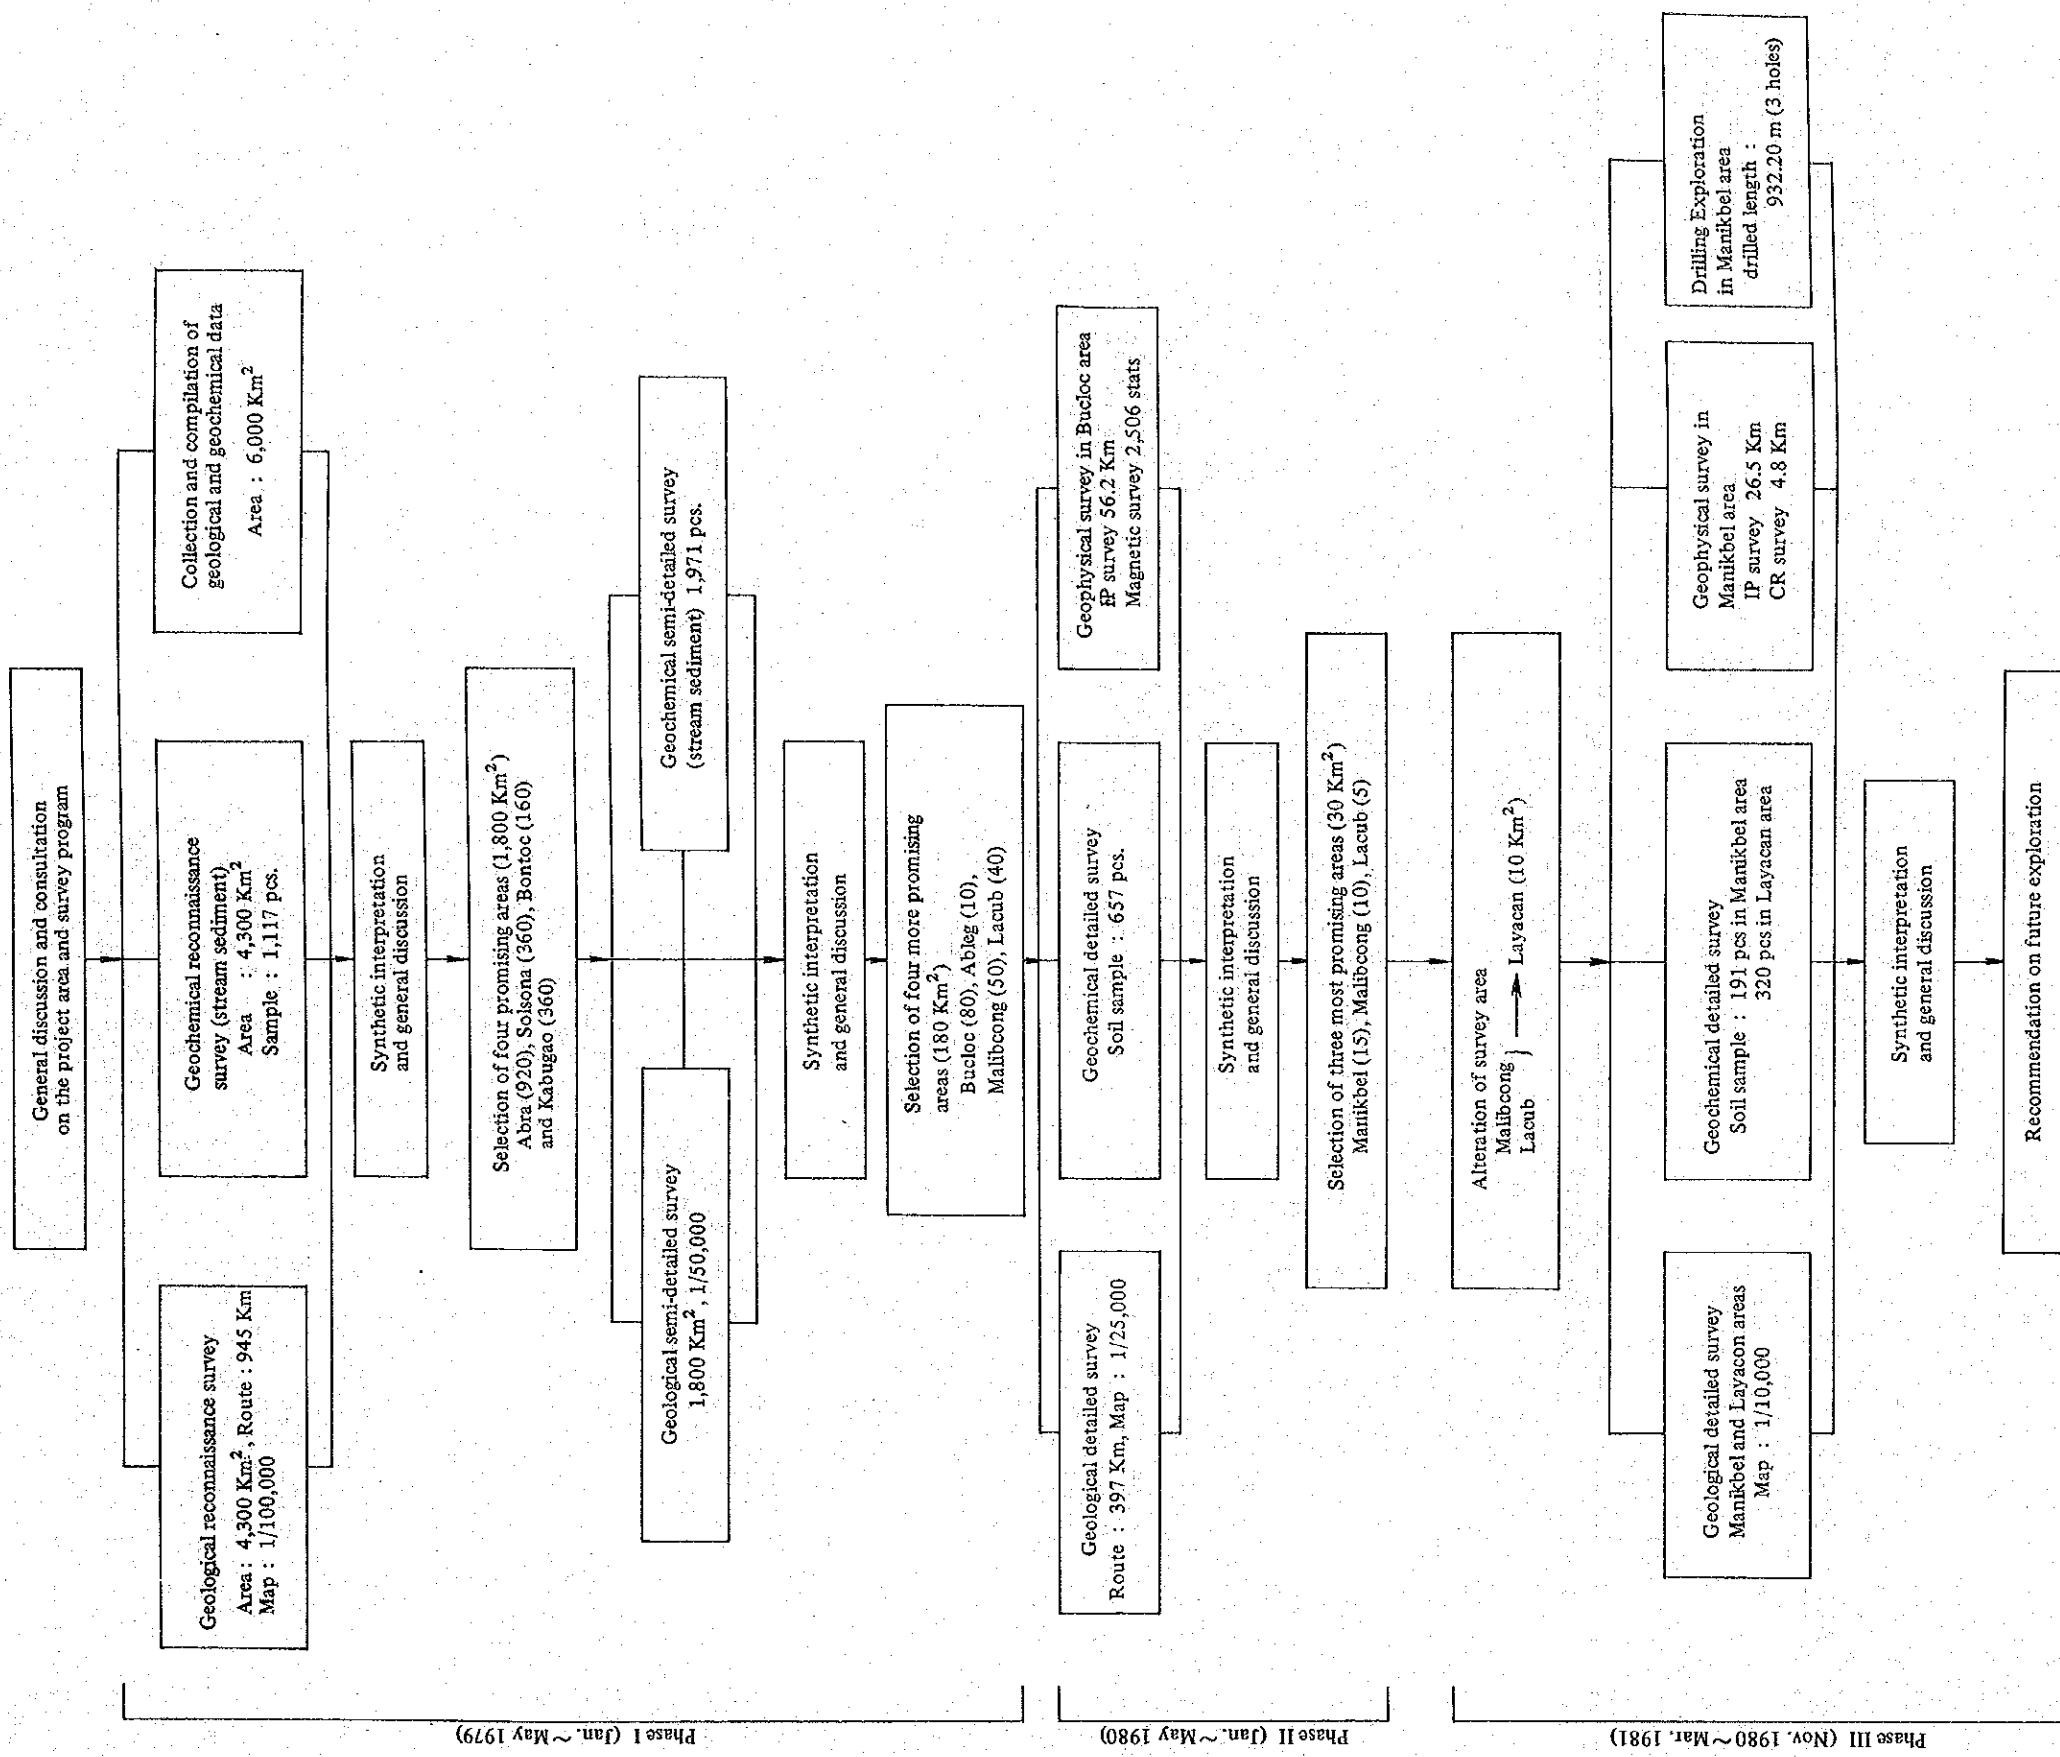 General discussion and consultation
on the project area and survey program
Geological reconnaissance survey
Area : 4,300 Km², Route : 945 Km
Map : 1/100,000
Geochemical reconnaissance
survey (stream sediment)
Area : 4,300 Km²
Sample : 1,117 pcs.
Collection and compilation of
geological and geochemical data
Area : 6,000 Km²
Synthetic interpretation
and general discussion
Selection of four promising areas (1,800 Km²)
Abra (920), Solsona (360), Bontoc (160)
and Kabugao (360)
Geological semi-detailed survey
1,800 Km², 1/50,000
Geochemical semi-detailed survey
(stream sediment) 1,971 pcs.
Synthetic interpretation
and general discussion
Selection of four more promising
areas (180 Km²)
Bucloc (80), Ableg (10),
Malibcong (50), Lacub (40)
Phase I (Jan. ~ May 1979)
Geological detailed survey
Route : 397 Km, Map : 1/25,000
Geochemical detailed survey
Soil sample : 657 pcs.
Geophysical survey in Bucloc area
IP survey 56.2 Km
Magnetic survey 2,506 stats
Synthetic interpretation
and general discussion
Selection of three most promising areas (30 Km²)
Manikbel (15), Malibcong (10), Lacub (5)
Phase II (Jan. ~ May 1980)
Alteration of survey area
Malibcong
Lacub } → Layacan (10 Km²)
Geological detailed survey
Manikbel and Layacon areas
Map : 1/10,000
Geochemical detailed survey
Soil sample : 191 pcs in Manikbel area
320 pcs in Layacan area
Geophysical survey in
Manikbel area
IP survey 26.5 Km
CR survey 4.8 Km
Drilling Exploration
in Manikbel area
drilled length :
932.20 m (3 holes)
Synthetic interpretation
and general discussion
Recommendation on future exploration
Phase III (Nov. 1980 ~ Mar. 1981)